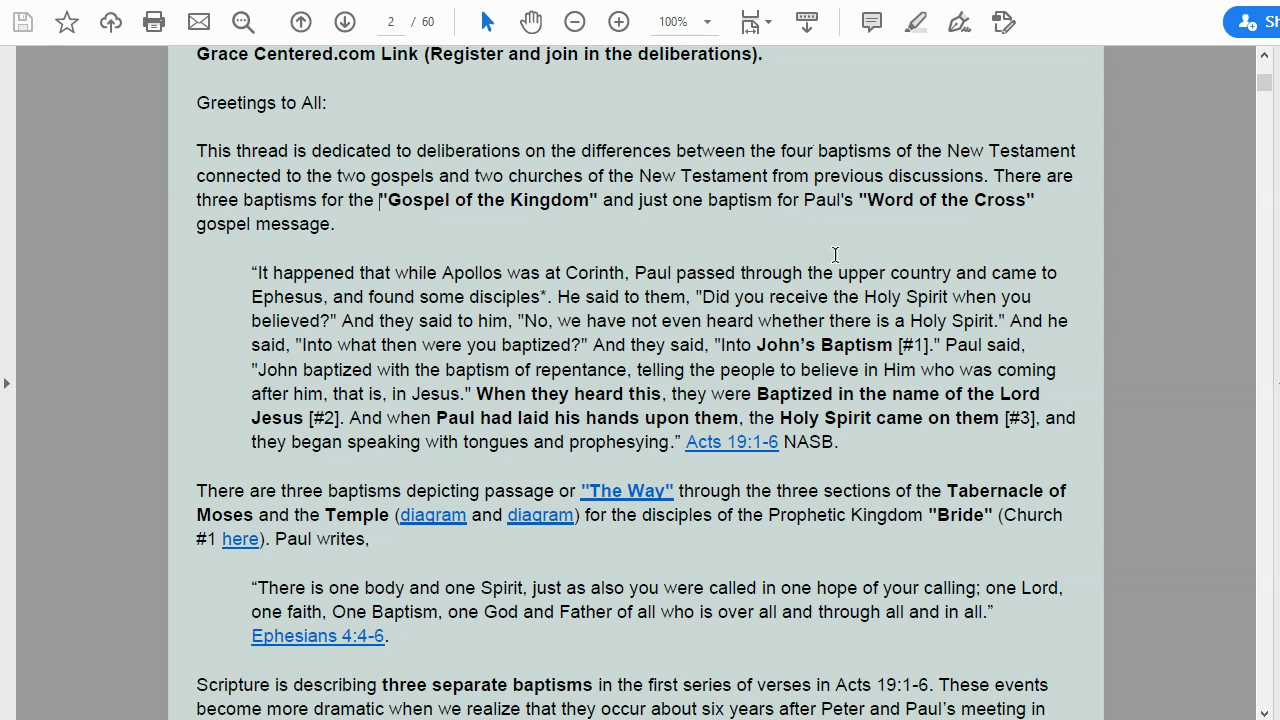 2 / 60
100%
Sh
Grace Centered.com Link (Register and join in the deliberations).
Greetings to All:
This thread is dedicated to deliberations on the differences between the four baptisms of the New Testament
connected to the two gospels and two churches of the New Testament from previous discussions. There are
three baptisms for the "Gospel of the Kingdom" and just one baptism for Paul's "Word of the Cross"
gospel message.
“It happened that while Apollos was at Corinth, Paul passed through the upper country and came to
Ephesus, and found some disciples*. He said to them, "Did you receive the Holy Spirit when you
believed?" And they said to him, "No, we have not even heard whether there is a Holy Spirit." And he
said, "Into what then were you baptized?" And they said, "Into John’s Baptism [#1]." Paul said,
"John baptized with the baptism of repentance, telling the people to believe in Him who was coming
after him, that is, in Jesus." When they heard this, they were Baptized in the name of the Lord
Jesus [#2]. And when Paul had laid his hands upon them, the Holy Spirit came on them [#3], and
they began speaking with tongues and prophesying.” Acts 19:1-6 NASB.
There are three baptisms depicting passage or "The Way" through the three sections of the Tabernacle of
Moses and the Temple (diagram and diagram) for the disciples of the Prophetic Kingdom "Bride" (Church
#1 here). Paul writes,
“There is one body and one Spirit, just as also you were called in one hope of your calling; one Lord,
one faith, One Baptism, one God and Father of all who is over all and through all and in all.”
Ephesians 4:4-6.
Scripture is describing three separate baptisms in the first series of verses in Acts 19:1-6. These events
become more dramatic when we realize that they occur about six years after Peter and Paul’s meeting in